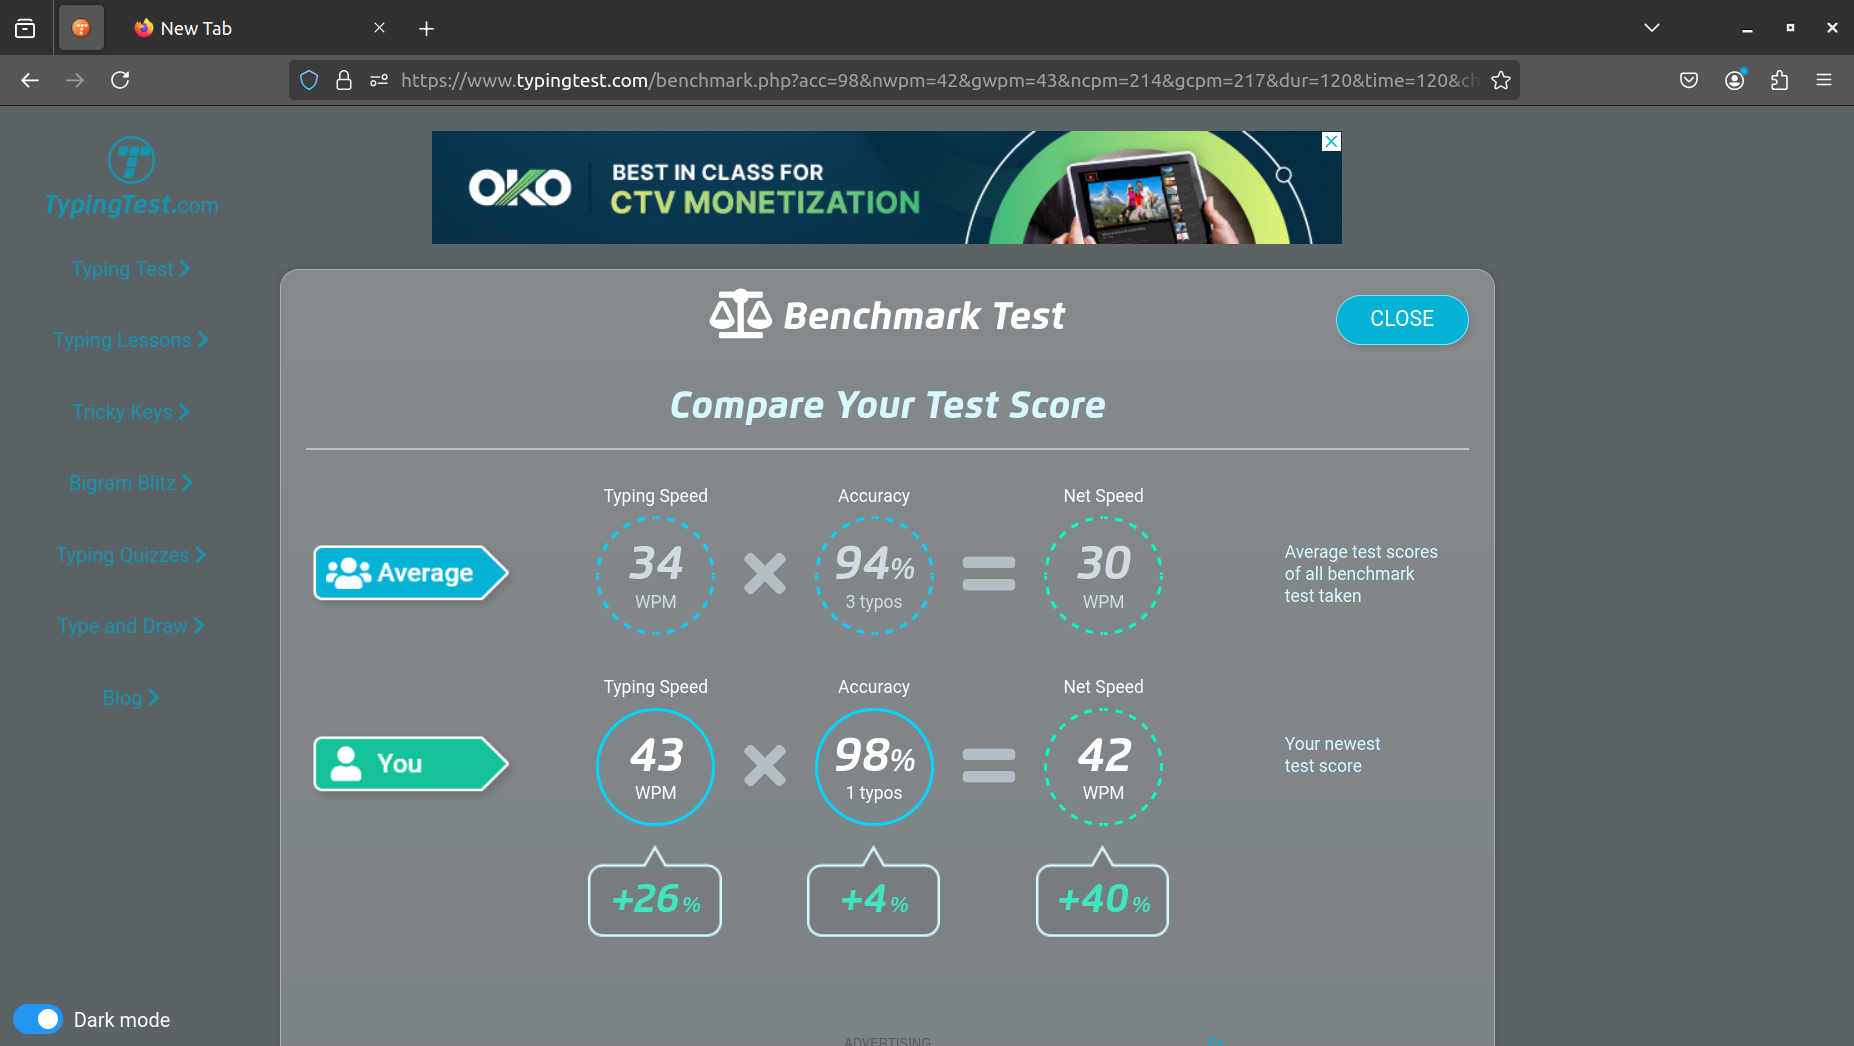 New Tab
https://www.typingtest.com/benchmark.php?acc=98&nwpm=42&gwpm=43&ncpm=214&gcpm=217&dur=120&time=120&ch
TypingTest.com
Typing Test
Typing Lessons
Tricky Keys
Bigram Blitz
Typing Quizzes
Type and Draw
Blog
Dark mode
OKO
BEST IN CLASS FOR
CTV MONETIZATION
Benchmark Test
CLOSE
Compare Your Test Score
Typing Speed Accuracy Net Speed
Average
34 WPM
94% 3 typos
30 WPM
Average test scores
of all benchmark
test taken
Typing Speed Accuracy Net Speed
You
43 WPM
98% 1 typos
42 WPM
Your newest
test score
+26% +4% +40%
ADVERTISING